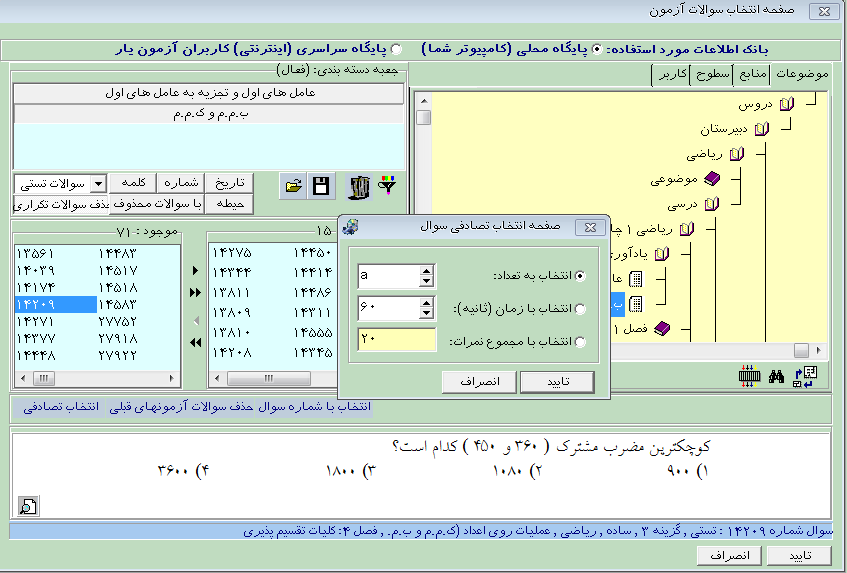 صفحه انتخاب سوالات آزمون
بانک اطلاعات مورد استفاده: پایگاه محلی (کامپیوتر شما) پایگاه سراسری (اینترنتی) کاربران آزمون یار
موضوعات منابع سطوح کاربر
دروس
دبیرستان
ریاضی
موضوعی
درسی
ریاضی ۱
یادآور:
فصل ۱
جعبه دسته بندی: (فعال)
عامل های اول و تجزیه به عامل های اول
ب.م.م و ک.م.م
تاریخ شماره کلمه سوالات تستی
حیطه با سوالات محذوف حذف سوالات تکراری
۱۵
۱۴۲۷۵ ۱۴۴۵۰
۱۴۳۴۴ ۱۴۴۱۴
۱۳۸۱۱ ۱۴۴۸۶
۱۳۸۰۹ ۱۴۳۱۱
۱۳۸۱۰ ۱۴۵۵۵
۱۴۲۰۸ ۱۴۳۴۵
موجود : ۷۱
۱۳۵۶۱ ۱۴۴۸۳
۱۴۰۳۹ ۱۴۵۱۷
۱۴۱۷۴ ۱۴۵۱۸
۱۴۲۰۹ ۱۴۵۸۳
۱۴۲۷۱ ۲۷۷۵۲
۱۴۳۷۷ ۲۷۹۱۸
۱۴۴۴۸ ۲۷۹۲۲
صفحه انتخاب تصادفی سوال
انتخاب به تعداد: a
انتخاب با زمان (ثانیه): ۶۰
انتخاب با مجموع نمرات: ۲۰
تایید انصراف
انتخاب با شماره سوال حذف سوالات آزمونهای قبلی انتخاب تصادفی
کوچکترین مضرب مشترک ( ۳۶۰ و ۴۵۰ ) کدام است؟
۱) ۹۰۰ ۲) ۱۰۸۰ ۳) ۱۸۰۰ ۴) ۳۶۰۰
سوال شماره ۱۴۲۰۹ : تستی , گزینه ۳ , ساده , ریاضی , عملیات روی اعداد (ک.م.م و ب.م.م. , فصل ۴: کلیات تقسیم پذیری
تایید انصراف